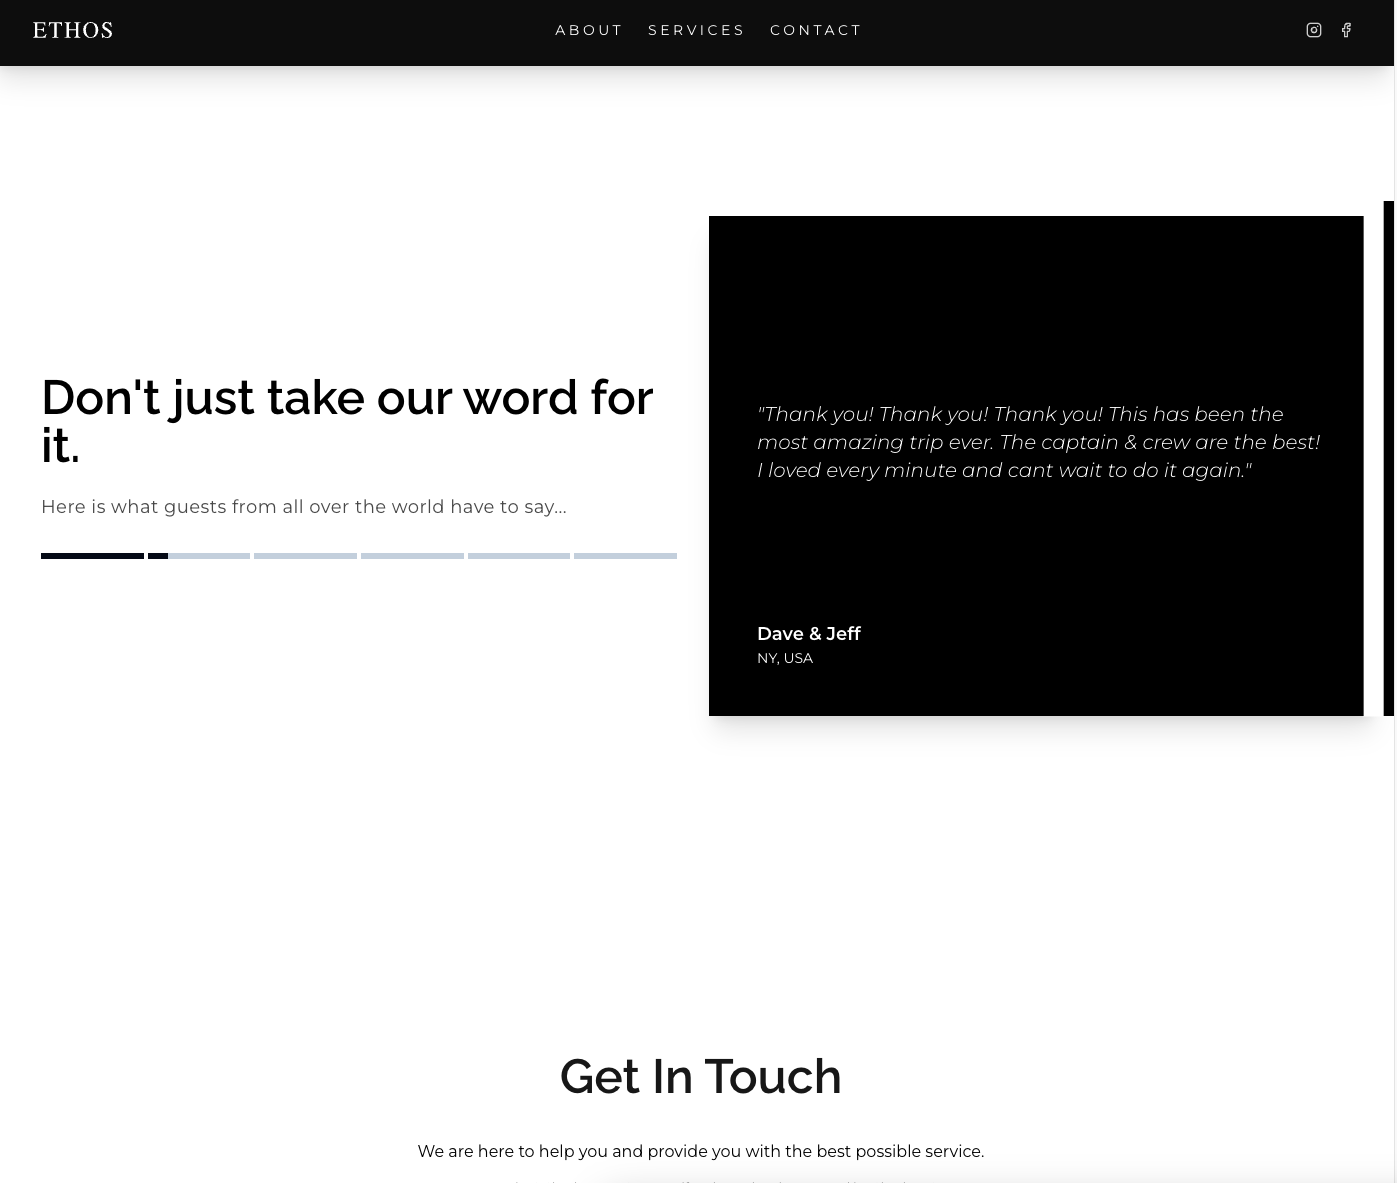 ETHOS
ABOUT SERVICES CONTACT
Don't just take our word for
it.
Here is what guests from all over the world have to say...
"Thank you! Thank you! Thank you! This has been the
most amazing trip ever. The captain & crew are the best!
I loved every minute and cant wait to do it again."
Dave & Jeff
NY, USA
Get In Touch
We are here to help you and provide you with the best possible service.